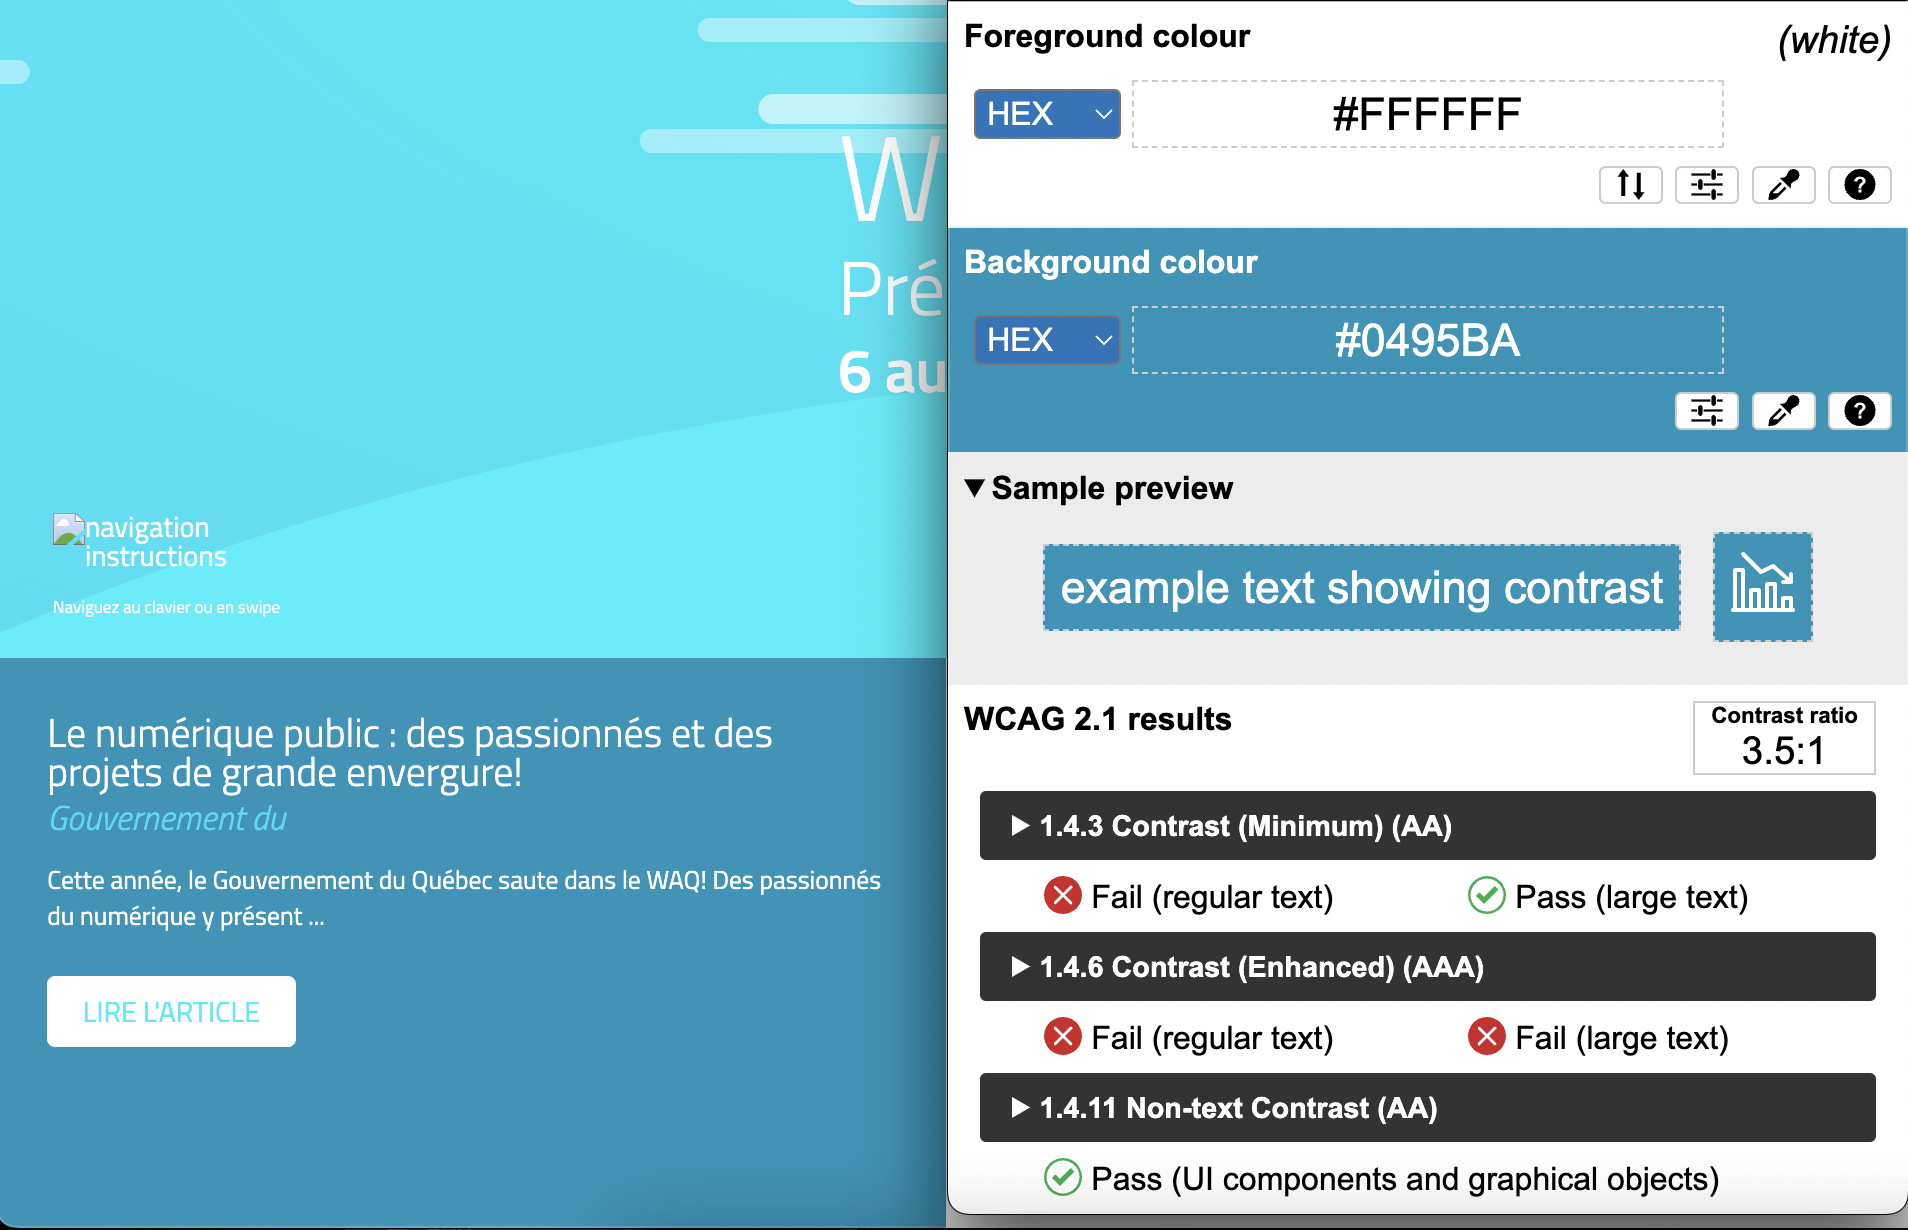 W
Pré
6 au
navigation
instructions
Naviguez au clavier ou en swipe
Le numérique public : des passionnés et des
projets de grande envergure!
Gouvernement du
Cette année, le Gouvernement du Québec saute dans le WAQ! Des passionnés
du numérique y présent ...
LIRE L'ARTICLE
Foreground colour
(white)
HEX
#FFFFFF
?
Background colour
HEX
#0495BA
?
Sample preview
example text showing contrast
WCAG 2.1 results
Contrast ratio
3.5:1
1.4.3 Contrast (Minimum) (AA)
Fail (regular text)
Pass (large text)
1.4.6 Contrast (Enhanced) (AAA)
Fail (regular text)
Fail (large text)
1.4.11 Non-text Contrast (AA)
Pass (UI components and graphical objects)